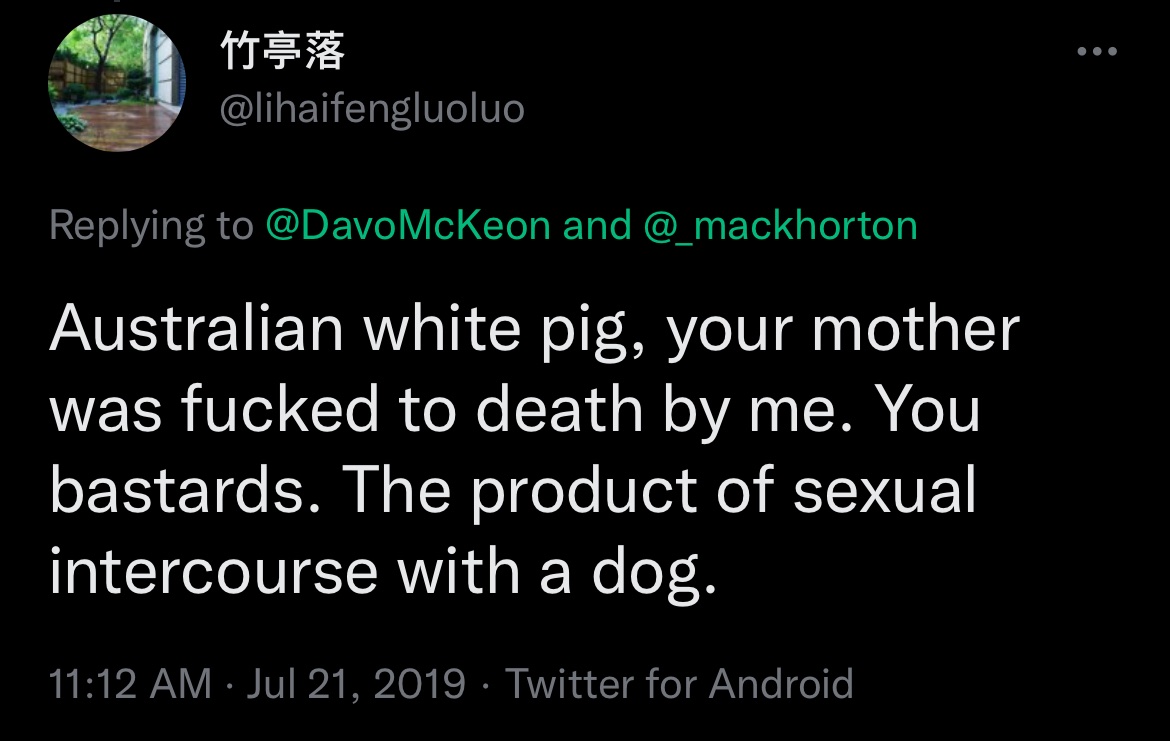 竹亭落
@lihaifengluoluo
Replying to @DavoMcKeon and @_mackhorton
Australian white pig, your mother
was fucked to death by me. You
bastards. The product of sexual
intercourse with a dog.
11:12 AM · Jul 21, 2019 · Twitter for Android